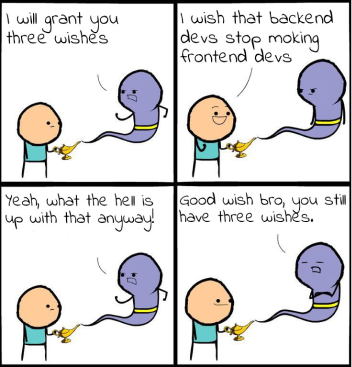 I will grant you
three wishes
I wish that backend
devs stop moking
frontend devs
Yeah, what the hell is
up with that anyway!
Good wish bro, you still
have three wishes.